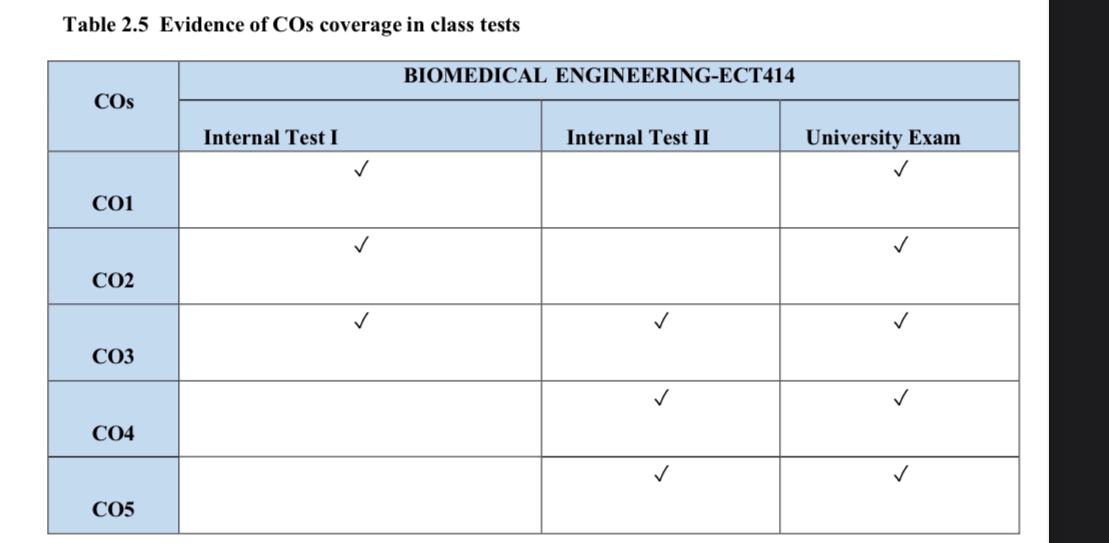 Table 2.5 Evidence of COs coverage in class tests
COs
BIOMEDICAL ENGINEERING-ECT414
Internal Test I
Internal Test II
University Exam
CO1
✓
✓
CO2
✓
✓
CO3
✓
✓
✓
CO4
✓
✓
CO5
✓
✓